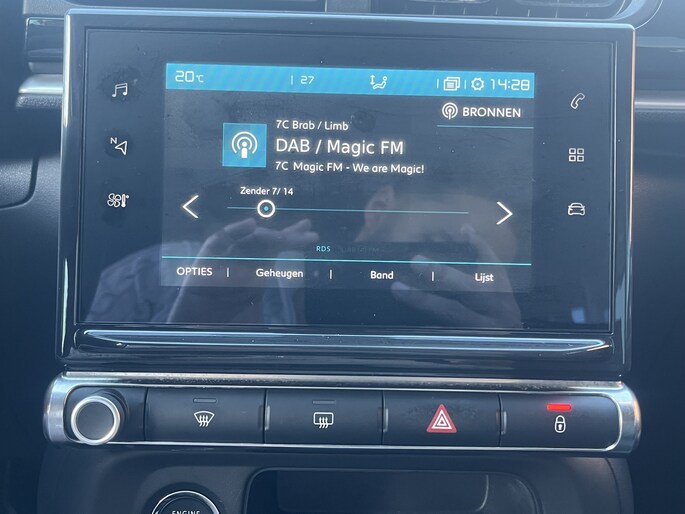 20°C | 27 14:28
BRONNEN
7C Brab / Limb
DAB / Magic FM
7C Magic FM - We are Magic!
Zender 7/ 14
RDS
OPTIES | Geheugen | Band | Lijst
N
ENGINE